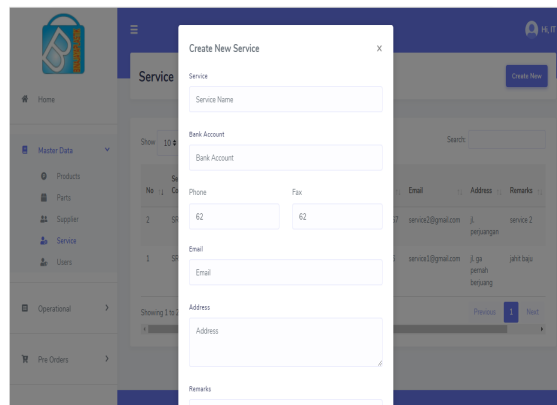 Hi, IT
Create New Service
X
Service
Create New
Service
Service Name
Home
Bank Account
Bank Account
Master Data
Show 10
Search:
Products
Parts
Supplier
Service
Users
No
Phone
Fax
Email
Address
Remarks
62
62
2
service2@gmail.com
jl. perjuangan
service 2
1
service1@gmail.com
jl. ga pernah berjuang
jahit baju
Email
Email
Operational
Address
Address
Showing 1 to 2
Previous
1
Next
Pre Orders
Remarks